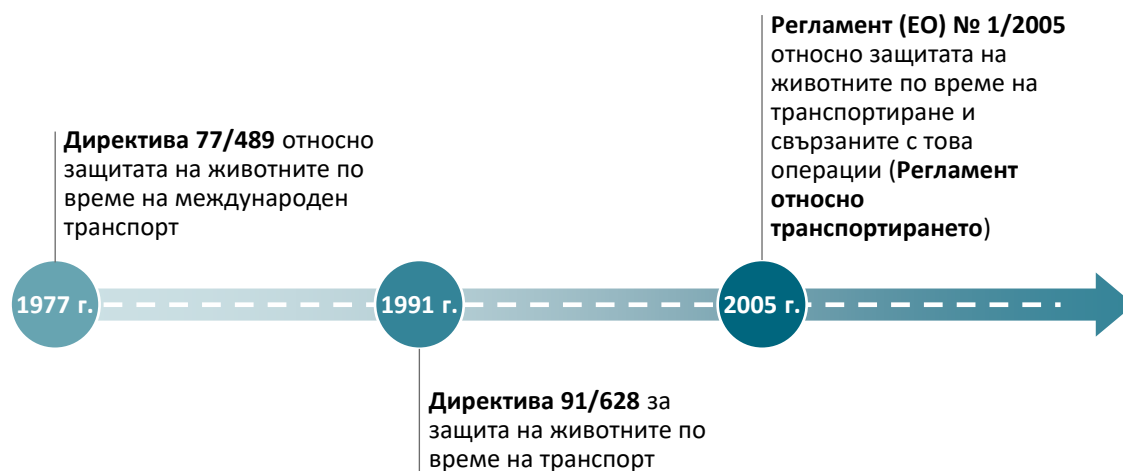 Регламент (ЕО) № 1/2005
относно защитата на
животните по време на
транспортиране и
свързаните с това
операции (Регламент
относно
транспортирането)
Директива 77/489 относно
защитата на животните по
време на международен
транспорт
1977 г.
1991 г.
2005 г.
Директива 91/628 за
защита на животните по
време на транспорт